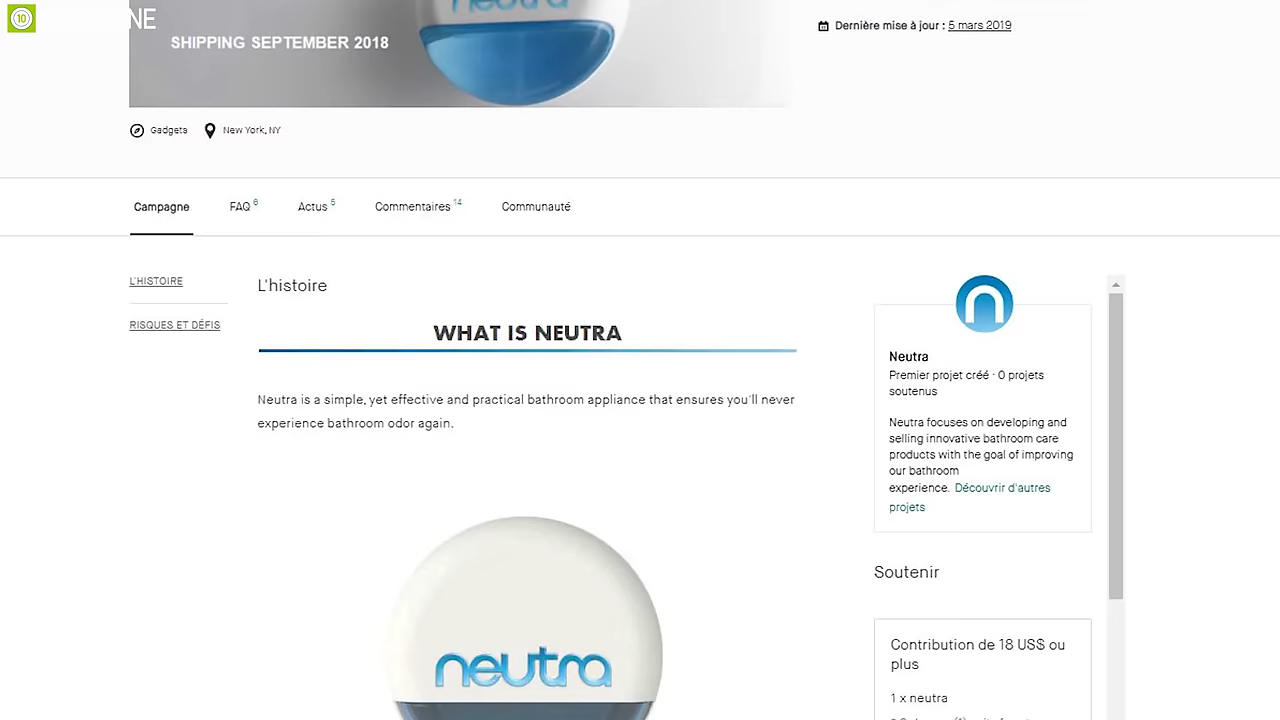 10
NE
neutra
SHIPPING SEPTEMBER 2018
Dernière mise à jour : 5 mars 2019
Gadgets
New York, NY
Campagne
FAQ 6
Actus 5
Commentaires 14
Communauté
L'HISTOIRE
RISQUES ET DÉFIS
L'histoire
WHAT IS NEUTRA
Neutra is a simple, yet effective and practical bathroom appliance that ensures you'll never
experience bathroom odor again.
neutra
n
Neutra
Premier projet créé · 0 projets
soutenus
Neutra focuses on developing and
selling innovative bathroom care
products with the goal of improving
our bathroom
experience. Découvrir d'autres
projets
Soutenir
Contribution de 18 US$ ou
plus
1 x neutra